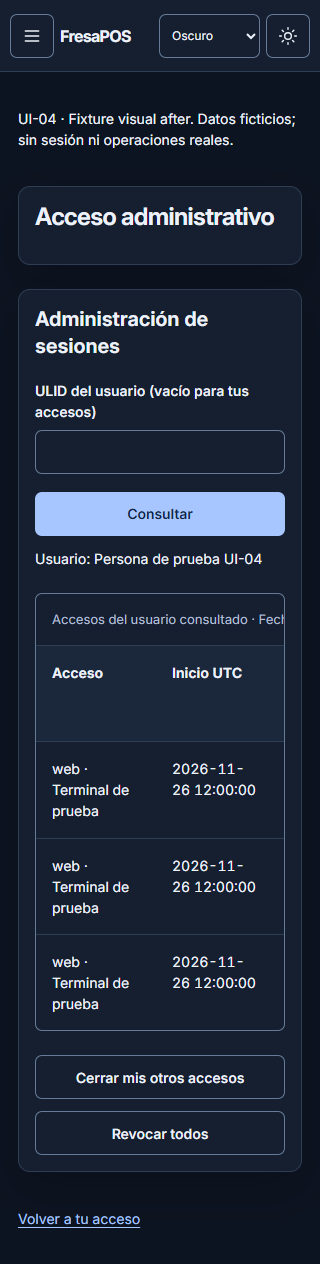 FresaPOS
Oscuro
UI-04 · Fixture visual after. Datos ficticios;
sin sesión ni operaciones reales.
Acceso administrativo
Administración de
sesiones
ULID del usuario (vacío para tus
accesos)
Consultar
Usuario: Persona de prueba UI-04
Accesos del usuario consultado · Fech
Acceso Inicio UTC
web ·
Terminal de
prueba
2026-11-
26 12:00:00
web ·
Terminal de
prueba
2026-11-
26 12:00:00
web ·
Terminal de
prueba
2026-11-
26 12:00:00
Cerrar mis otros accesos
Revocar todos
Volver a tu acceso